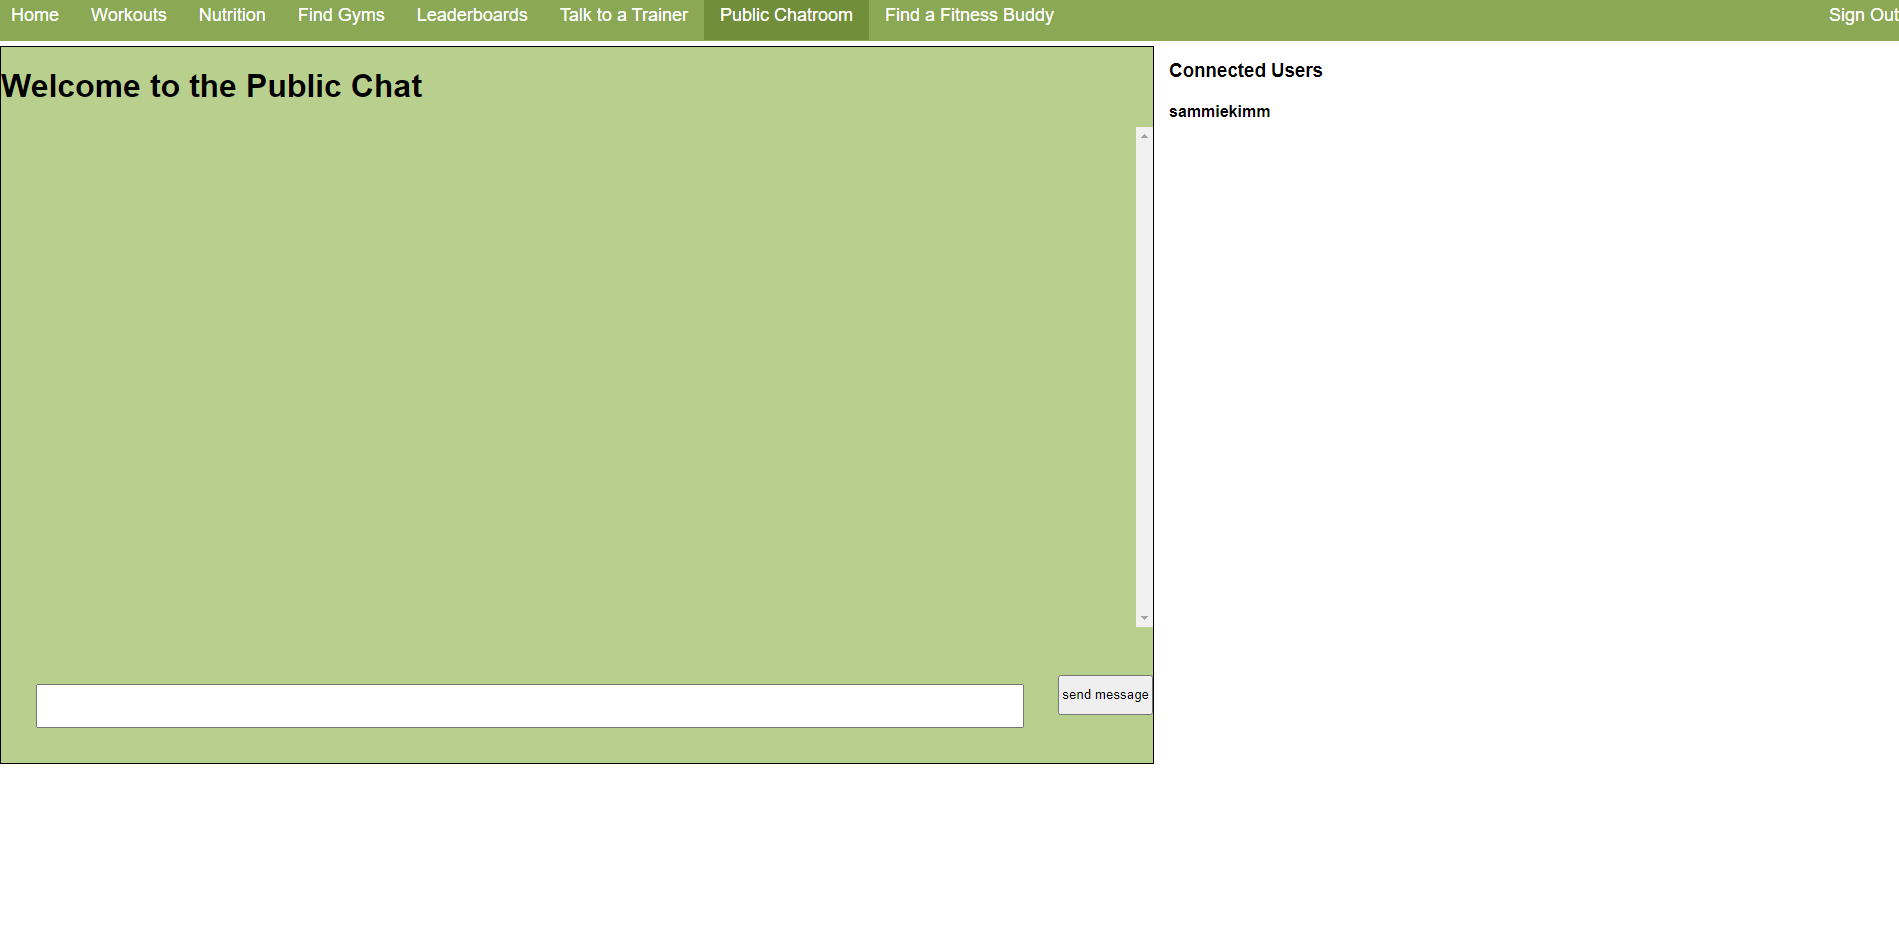 Home Workouts Nutrition Find Gyms Leaderboards Talk to a Trainer Public Chatroom Find a Fitness Buddy Sign Out
Welcome to the Public Chat
Connected Users
sammiekimm
send message